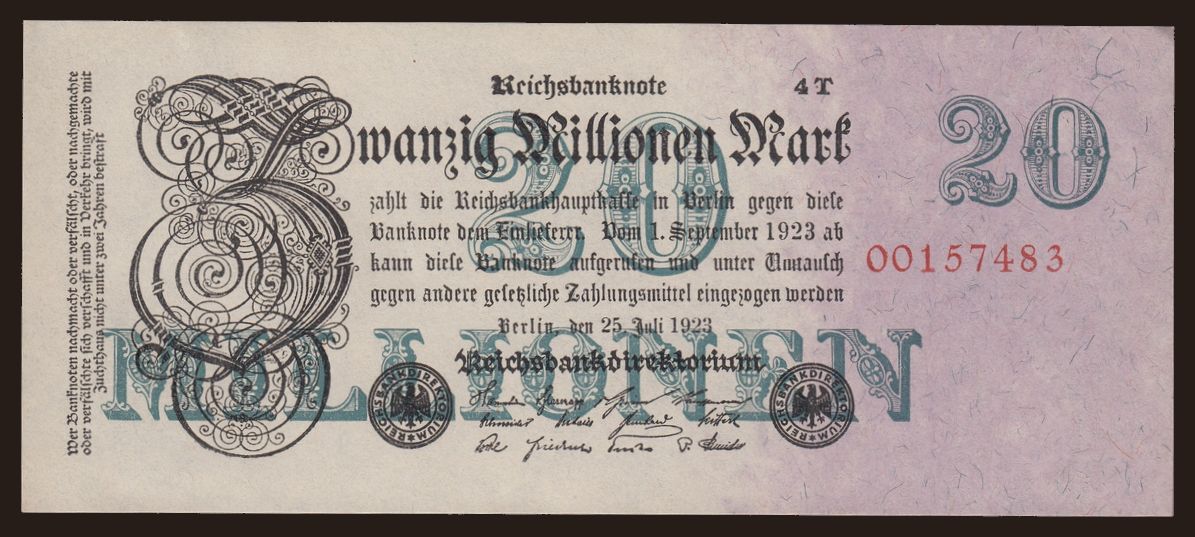 Wer Banknoten nachmacht oder verfälscht, oder nachgemachte
oder verfälschte sich verschafft und in Verkehr bringt, wird mit
Zuchthaus nicht unter zwei Jahren bestraft
Reichsbanknote 4T
Zwanzig Millionen Mark
20
20
zahlt die Reichsbankhauptkasse in Berlin gegen diese
Banknote dem Einlieferer. Vom 1. September 1923 ab
kann diese Banknote aufgerufen und unter Umtausch
gegen andere gesetzliche Zahlungsmittel eingezogen werden
00157483
Berlin, den 25. Juli 1923
MILLIONEN
Reichsbankdirektorium
REICHSBANKDIREKTORIUM
REICHSBANKDIREKTORIUM